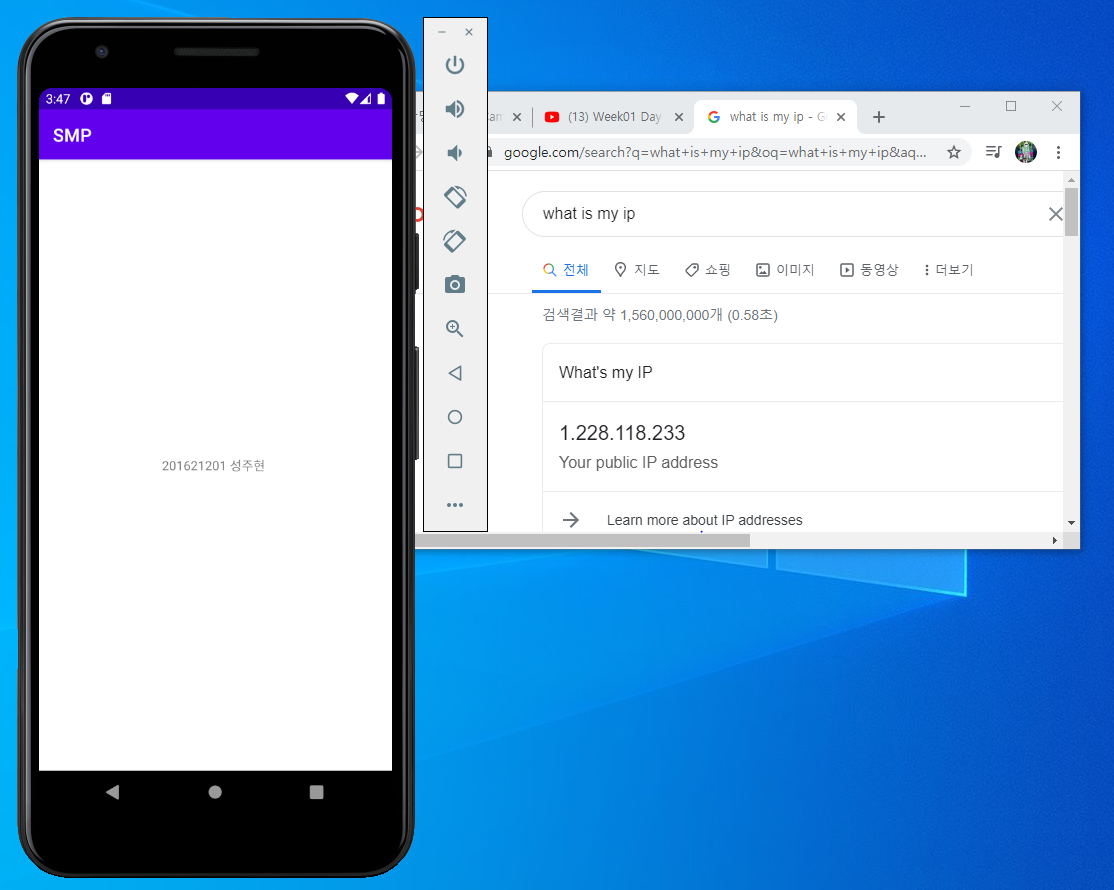 3:47
SMP
201621201 성주현
(13) Week01 Day
what is my ip - G
google.com/search?q=what+is+my+ip&oq=what+is+my+ip&aq...
what is my ip
전체
지도
쇼핑
이미지
동영상
더보기
검색결과 약 1,560,000,000개 (0.58초)
What's my IP
1.228.118.233
Your public IP address
Learn more about IP addresses